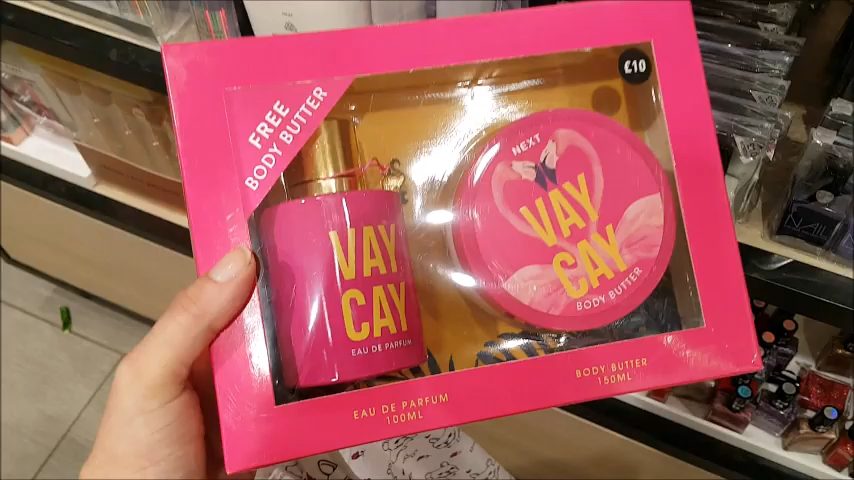 FREE
BODY BUTTER
£10
NEXT
VAY
CAY
BODY BUTTER
VAY
CAY
EAU DE PARFUM
EAU DE PARFUM
100ML
BODY BUTTER
150ML
NAIL